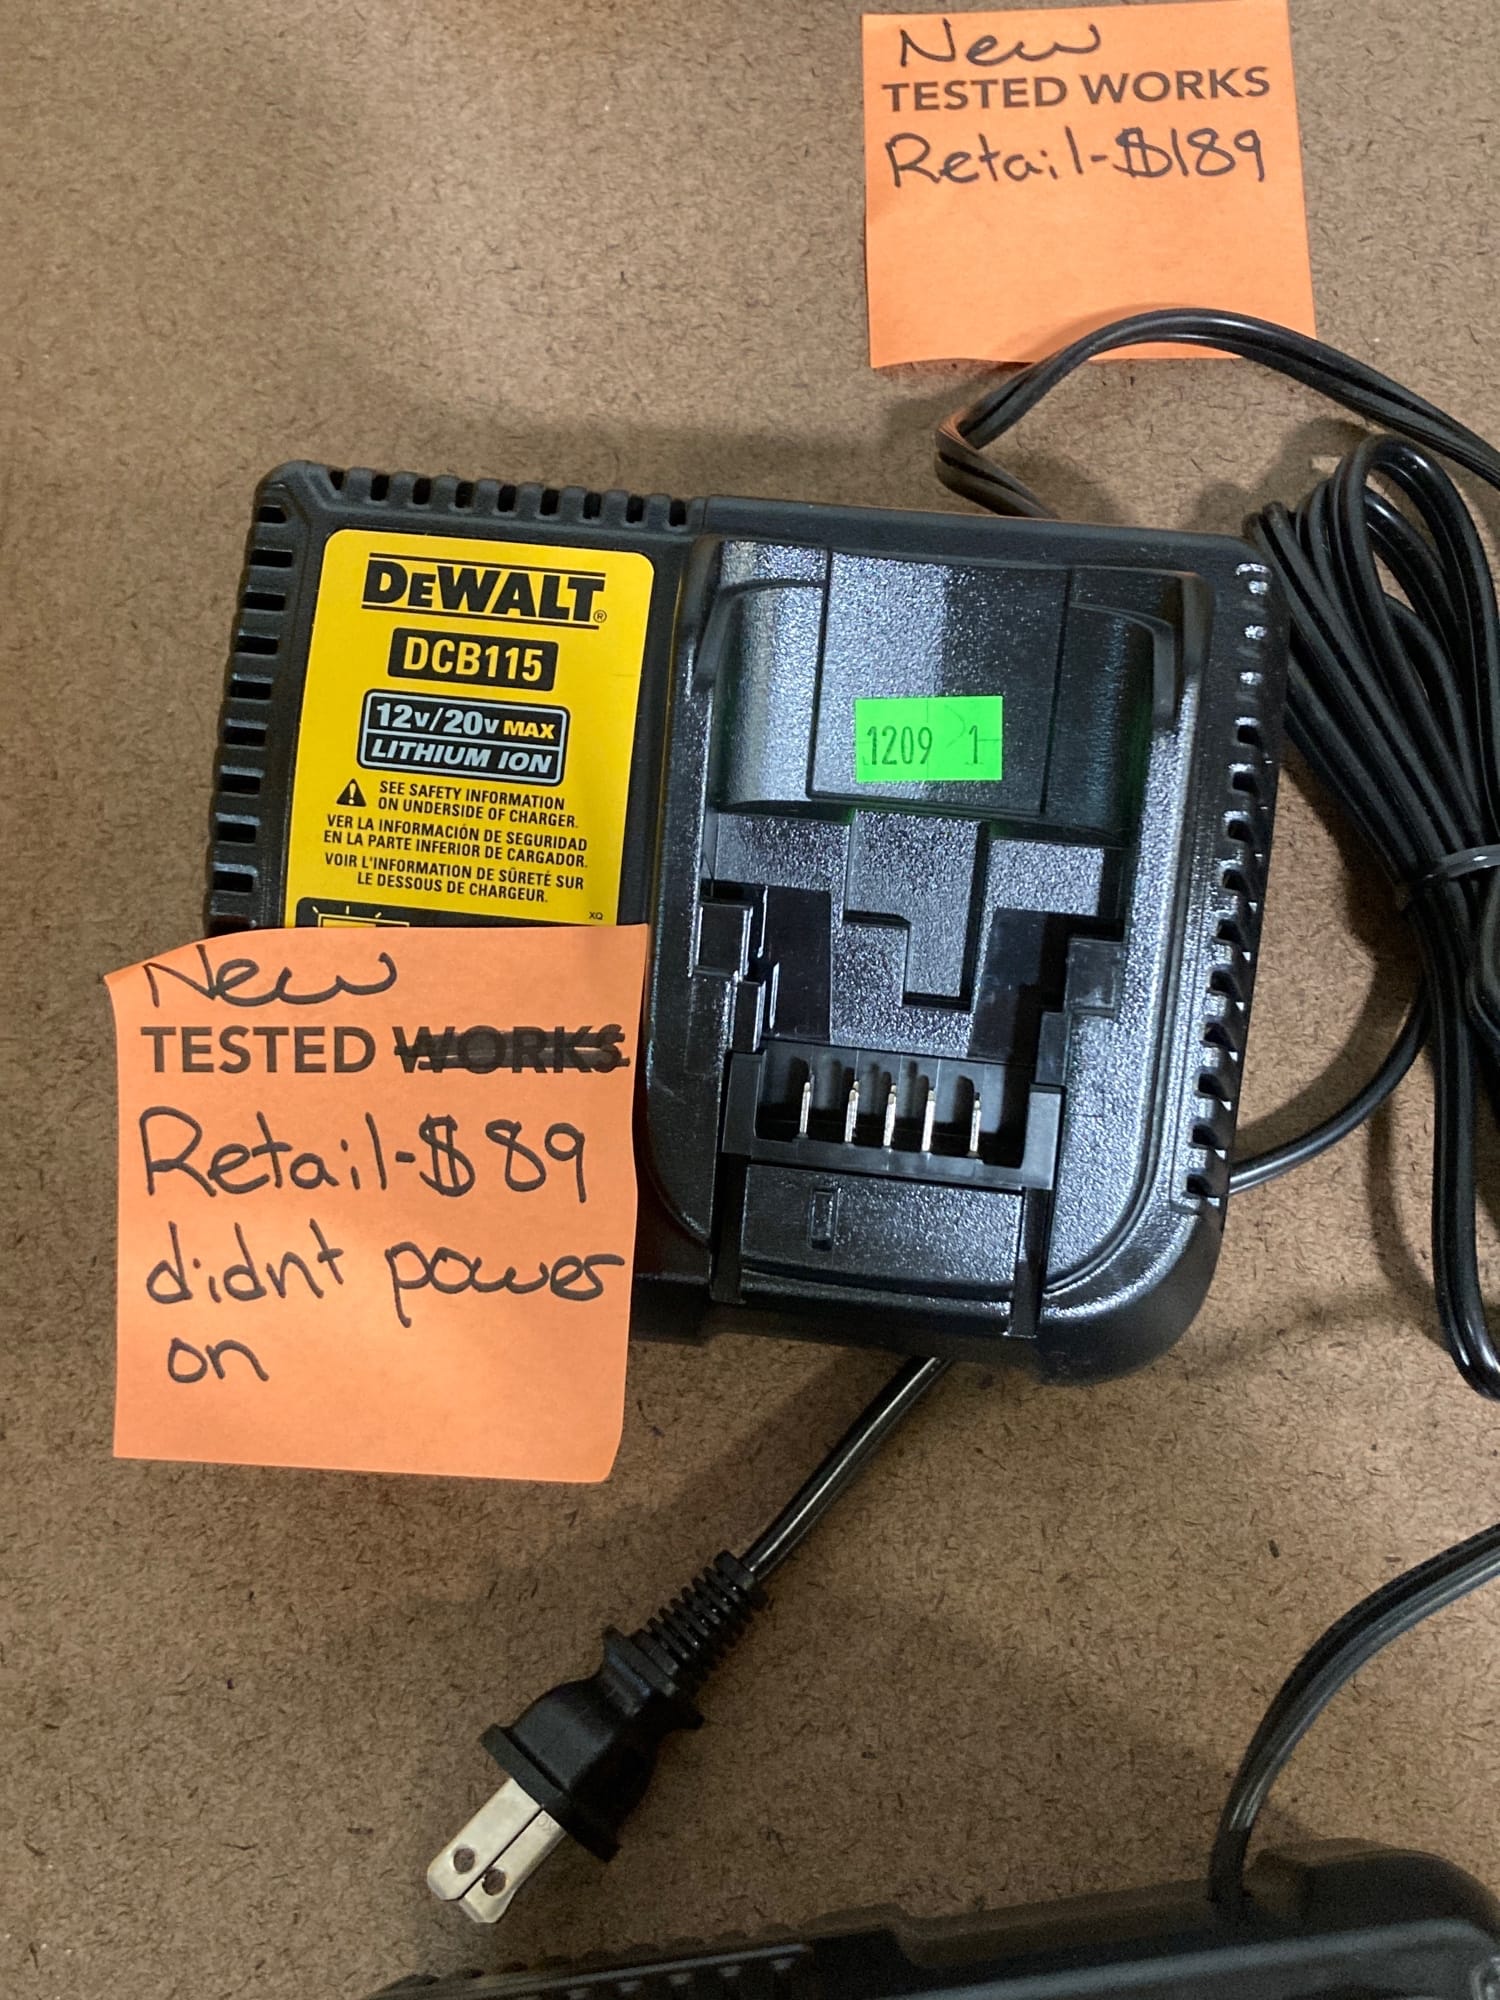 New
TESTED WORKS
Retail-$189
DEWALT®
DCB115
12v/20v MAX
LITHIUM ION
SEE SAFETY INFORMATION
ON UNDERSIDE OF CHARGER.
VER LA INFORMACIÓN DE SEGURIDAD
EN LA PARTE INFERIOR DE CARGADOR.
VOIR L'INFORMATION DE SÛRETÉ SUR
LE DESSOUS DE CHARGEUR.
XQ
1209 1
New
TESTED WORKS
Retail-$89
didnt power
on